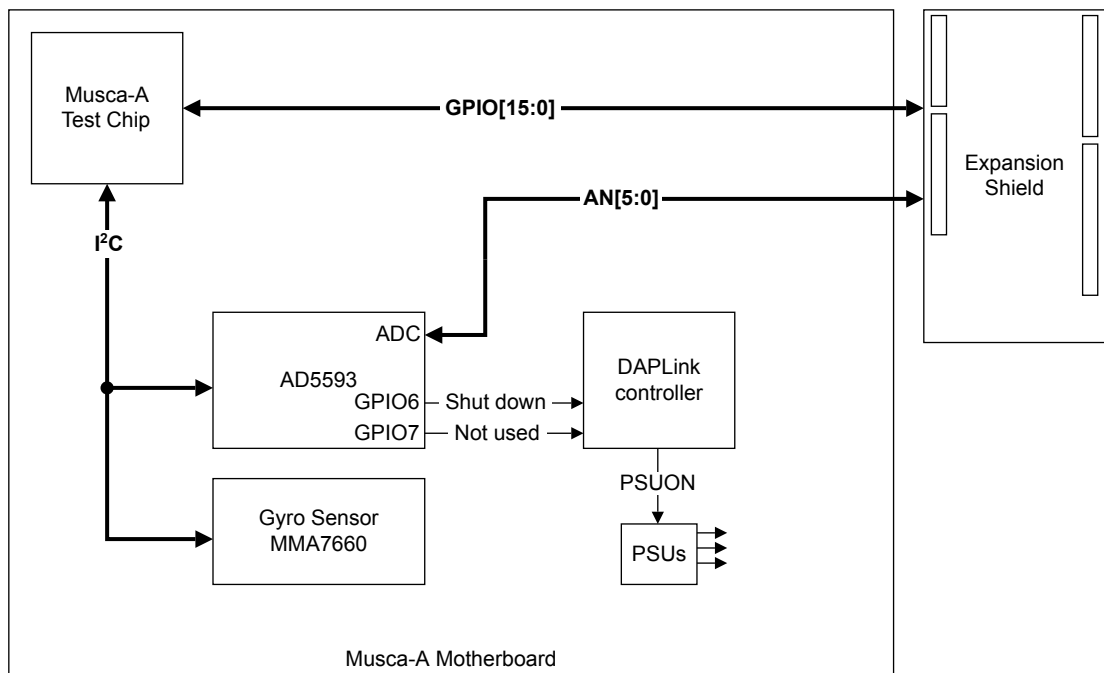 Musca-A
Test Chip
GPIO[15:0]
Expansion
Shield
AN[5:0]
I²C
ADC
AD5593
GPIO6
GPIO7
Shut down
Not used
DAPLink
controller
PSUON
PSUs
Gyro Sensor
MMA7660
Musca-A Motherboard